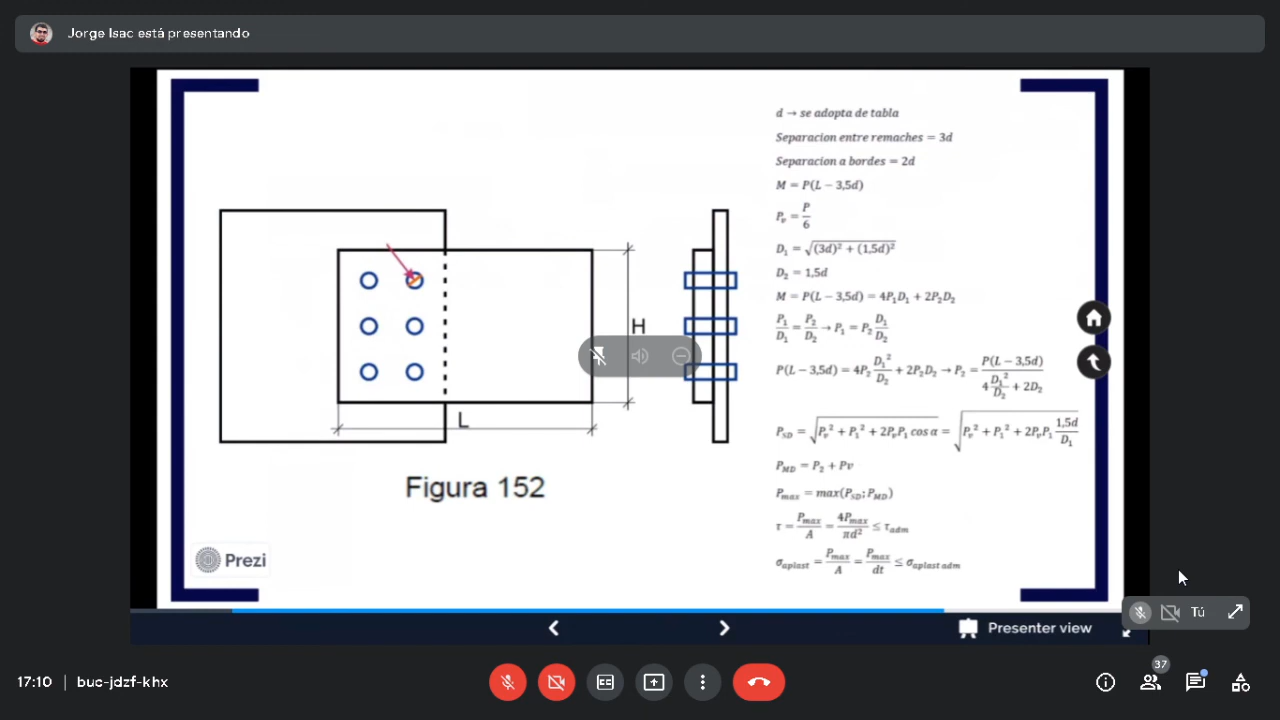 Jorge Isac está presentando
d → se adopta de tabla
Separacion entre remaches = 3d
Separacion a bordes = 2d
M = P(L − 3,5d)
P_v = P/6
D_1 = √((3d)² + (1,5d)²)
D_2 = 1,5d
M = P(L − 3,5d) = 4P_1D_1 + 2P_2D_2
P_1/D_1 = P_2/D_2 → P_1 = P_2 D_1/D_2
P(L − 3,5d) = 4P_2 D_1²/D_2 + 2P_2D_2 → P_2 = P(L − 3,5d)/(4 D_1²/D_2 + 2D_2)
P_SD = √(P_v² + P_1² + 2P_vP_1 cos α) = √(P_v² + P_1² + 2P_vP_1 1,5d/D_1)
P_MD = P_2 + Pv
P_max = max(P_SD; P_MD)
τ = P_max/A = 4P_max/πd² ≤ τ_adm
σ_aplast = P_max/A = P_max/dt ≤ σ_aplast adm
H
L
Figura 152
Prezi
Tú
Presenter view
17:10 | buc-jdzf-khx
37